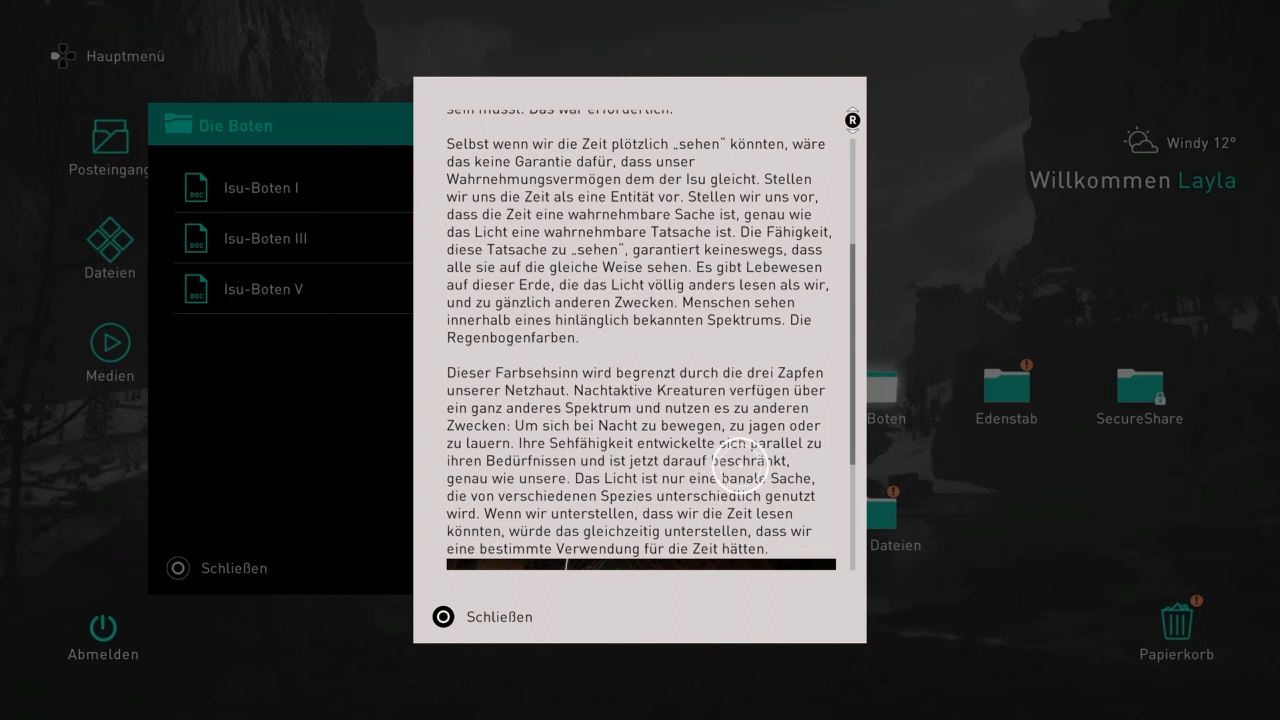 Hauptmenü
Posteingang
Dateien
Medien
Abmelden
Die Boten
DOC Isu-Boten I
DOC Isu-Boten III
DOC Isu-Boten V
Schließen
sein müsst. Das war erforderlich.
Selbst wenn wir die Zeit plötzlich „sehen“ könnten, wäre
das keine Garantie dafür, dass unser
Wahrnehmungsvermögen dem der Isu gleicht. Stellen
wir uns die Zeit als eine Entität vor. Stellen wir uns vor,
dass die Zeit eine wahrnehmbare Sache ist, genau wie
das Licht eine wahrnehmbare Tatsache ist. Die Fähigkeit,
diese Tatsache zu „sehen“, garantiert keineswegs, dass
alle sie auf die gleiche Weise sehen. Es gibt Lebewesen
auf dieser Erde, die das Licht völlig anders lesen als wir,
und zu gänzlich anderen Zwecken. Menschen sehen
innerhalb eines hinlänglich bekannten Spektrums. Die
Regenbogenfarben.
Dieser Farbsehsinn wird begrenzt durch die drei Zapfen
unserer Netzhaut. Nachtaktive Kreaturen verfügen über
ein ganz anderes Spektrum und nutzen es zu anderen
Zwecken: Um sich bei Nacht zu bewegen, zu jagen oder
zu lauern. Ihre Sehfähigkeit entwickelte sich parallel zu
ihren Bedürfnissen und ist jetzt darauf beschränkt,
genau wie unsere. Das Licht ist nur eine banale Sache,
die von verschiedenen Spezies unterschiedlich genutzt
wird. Wenn wir unterstellen, dass wir die Zeit lesen
könnten, würde das gleichzeitig unterstellen, dass wir
eine bestimmte Verwendung für die Zeit hätten.
R
Schließen
Windy 12°
Willkommen Layla
Boten
Edenstab
SecureShare
Dateien
Papierkorb